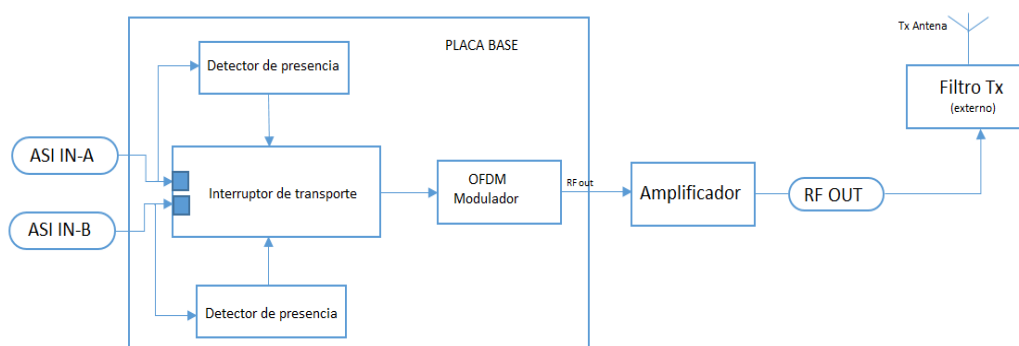 PLACA BASE
Tx Antena
Detector de presencia
Filtro Tx
(externo)
ASI IN-A
Interruptor de transporte
OFDM
Modulador
RF out
Amplificador
RF OUT
ASI IN-B
Detector de presencia